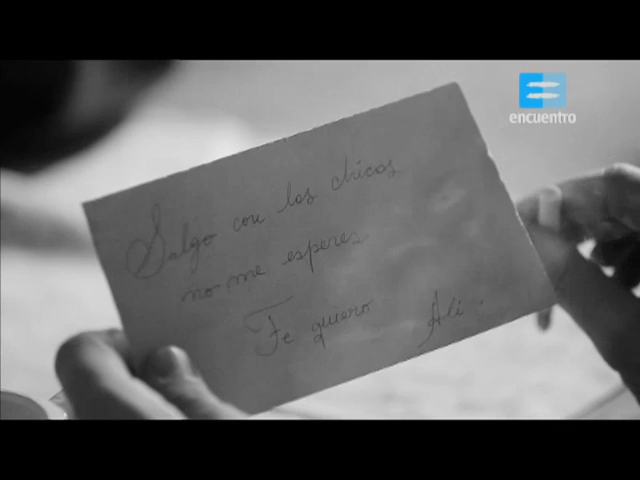 encuentro
Salgo con los chicos
no me esperes
Te quiero Ali.